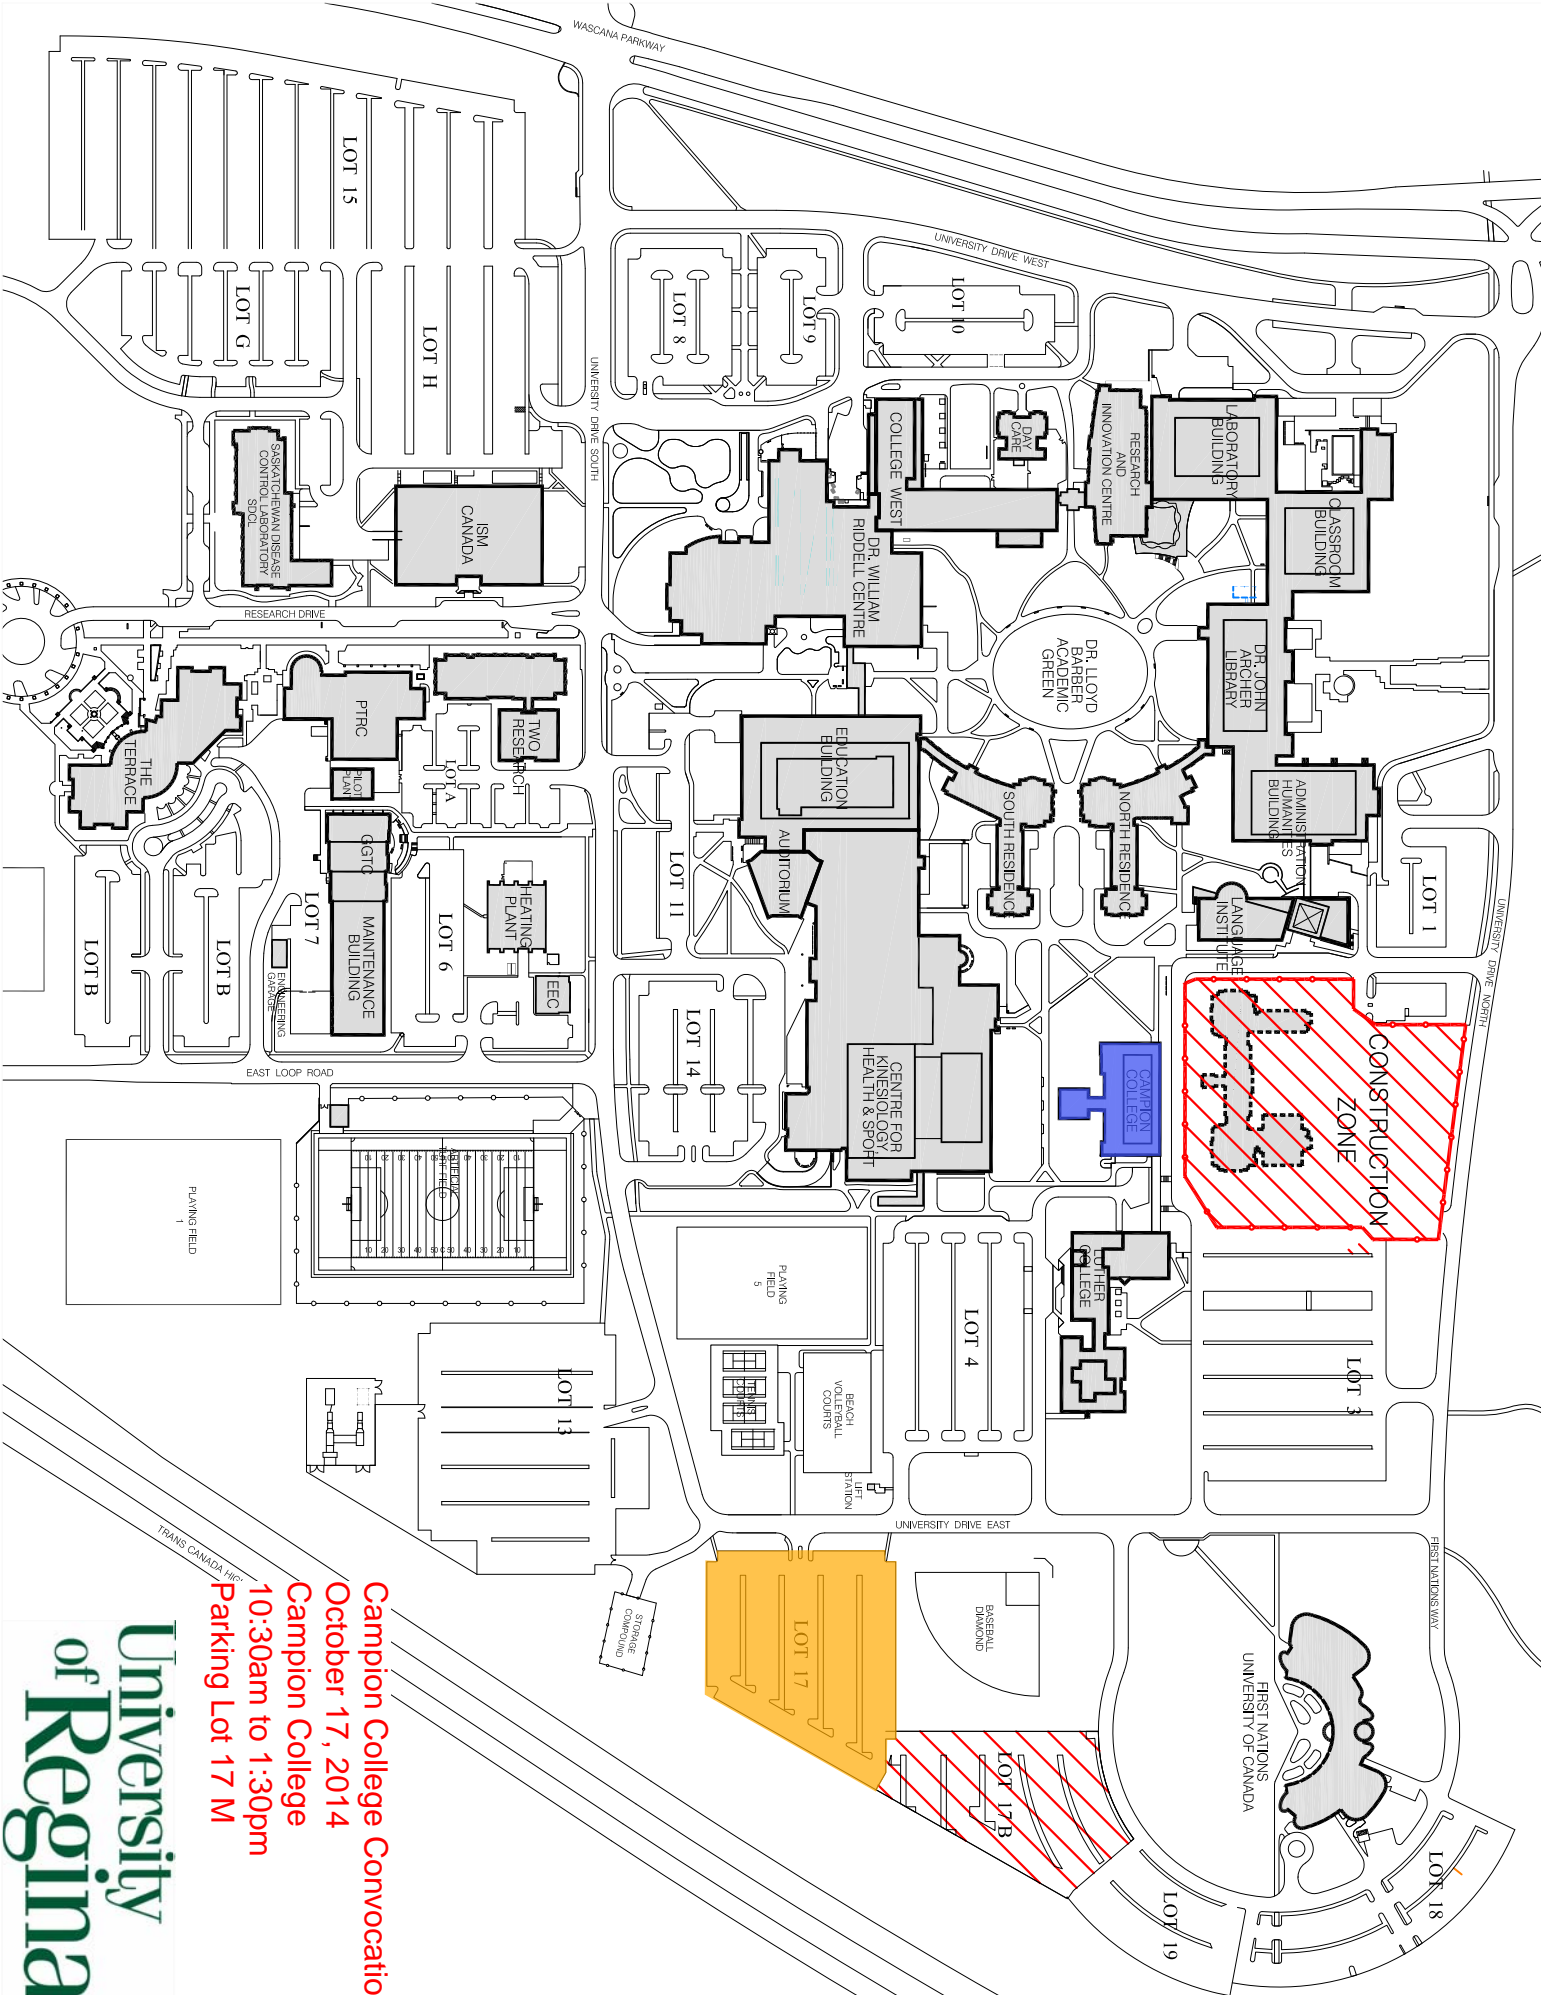 WASCANA PARKWAY
LOT 15
UNIVERSITY DRIVE WEST
LOT G
LOT H
LOT 8
LOT 9
LOT 10
UNIVERSITY DRIVE SOUTH
SASKATCHEWAN DISEASE
CONTROL LABORATORY
SDCL
ISM
CANADA
COLLEGE WEST
DAY
CARE
RESEARCH
AND
INNOVATION CENTRE
LABORATORY
BUILDING
CLASSROOM
BUILDING
DR. WILLIAM
RIDDELL CENTRE
RESEARCH DRIVE
DR. LLOYD
BARBER
ACADEMIC
GREEN
DR. JOHN
ARCHER
LIBRARY
THE
TERRACE
PTRC
TWO
RESEARCH
PILOT
PLANT
LOT A
EDUCATION
BUILDING
SOUTH RESIDENCE
NORTH RESIDENCE
ADMINISTRATION
HUMANITIES
BUILDING
GGTC
AUDITORIUM
LOT 11
LOT 1
LOT B
LOT B
LOT 7
MAINTENANCE
BUILDING
LOT 6
HEATING
PLANT
EEC
ENGINEERING
GARAGE
LANGUAGE
INSTITUTE
UNIVERSITY DRIVE NORTH
LOT 14
CENTRE FOR
KINESIOLOGY,
HEALTH & SPORT
CAMPION
COLLEGE
CONSTRUCTION
ZONE
EAST LOOP ROAD
PLAYING FIELD
1
ARTIFICIAL
TURF FIELD
PLAYING
FIELD
5
LOT 4
LUTHER
COLLEGE
LOT 3
LOT 13
TENNIS
COURTS
BEACH
VOLLEYBALL
COURTS
LIFT
STATION
UNIVERSITY DRIVE EAST
FIRST NATIONS WAY
TRANS CANADA HIG
STORAGE
COMPOUND
LOT 17
BASEBALL
DIAMOND
FIRST NATIONS
UNIVERSITY OF CANADA
LOT 17 B
LOT 18
LOT 19
Campion College Convocatio
October 17, 2014
Campion College
10:30am to 1:30pm
Parking Lot 17 M
University
of Regina